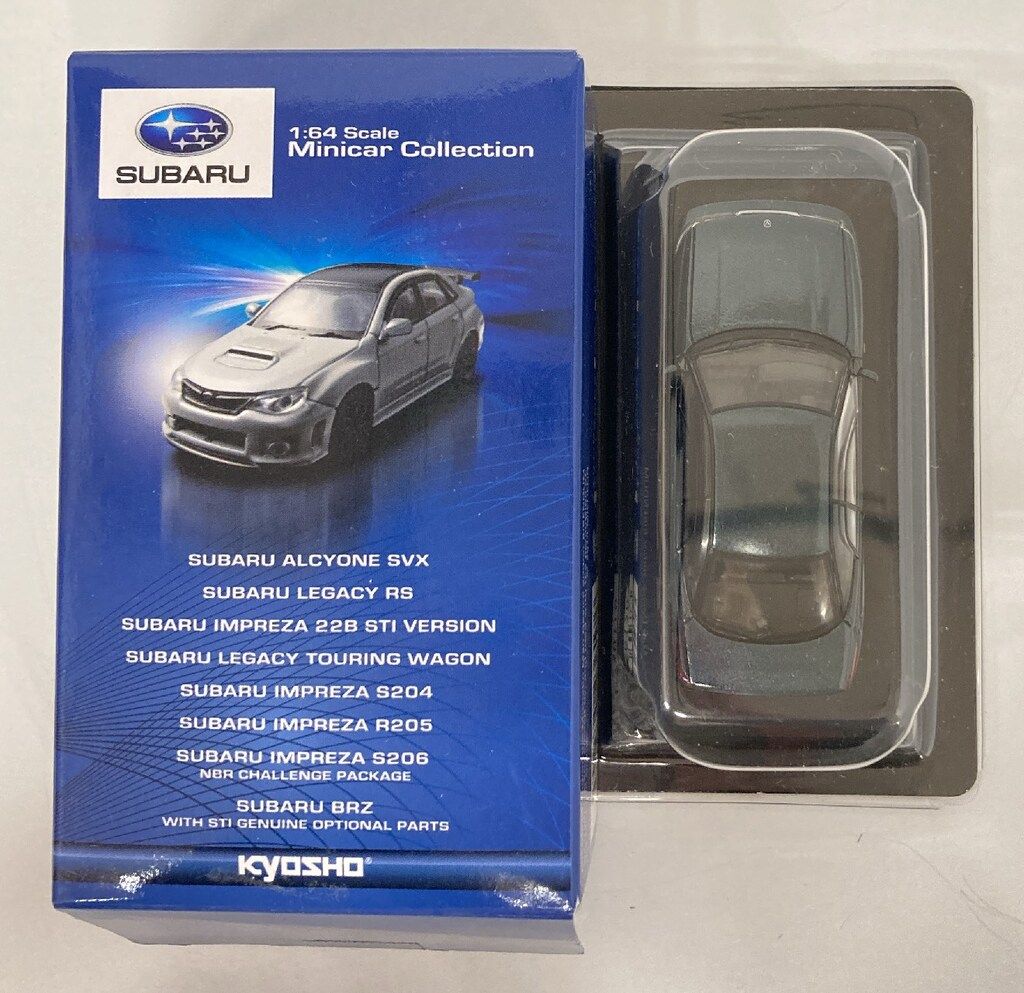 SUBARU
1:64 Scale
Minicar Collection
SUBARU ALCYONE SVX
SUBARU LEGACY RS
SUBARU IMPREZA 22B STI VERSION
SUBARU LEGACY TOURING WAGON
SUBARU IMPREZA S204
SUBARU IMPREZA R205
SUBARU IMPREZA S206
NBR CHALLENGE PACKAGE
SUBARU BRZ
WITH STI GENUINE OPTIONAL PARTS
KYOSHO®